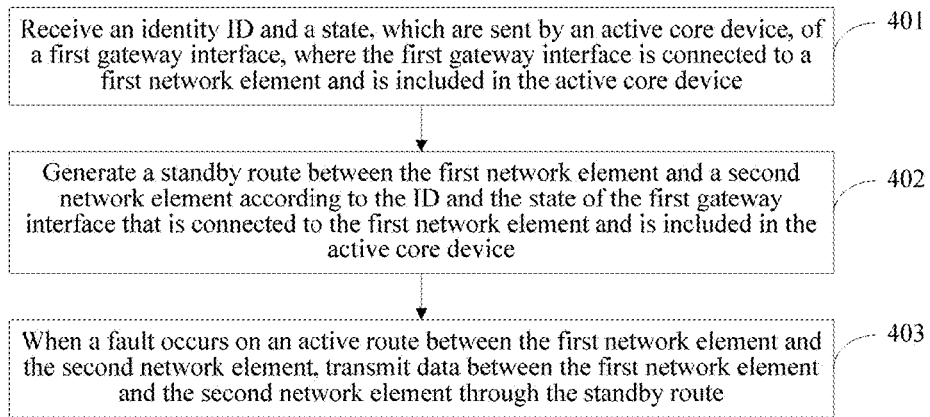 Receive an identity ID and a state, which are sent by an active core device, of
a first gateway interface, where the first gateway interface is connected to a
first network element and is included in the active core device
401
Generate a standby route between the first network element and a second
network element according to the ID and the state of the first gateway
interface that is connected to the first network element and is included in the
active core device
402
When a fault occurs on an active route between the first network element and
the second network element, transmit data between the first network element
and the second network element through the standby route
403